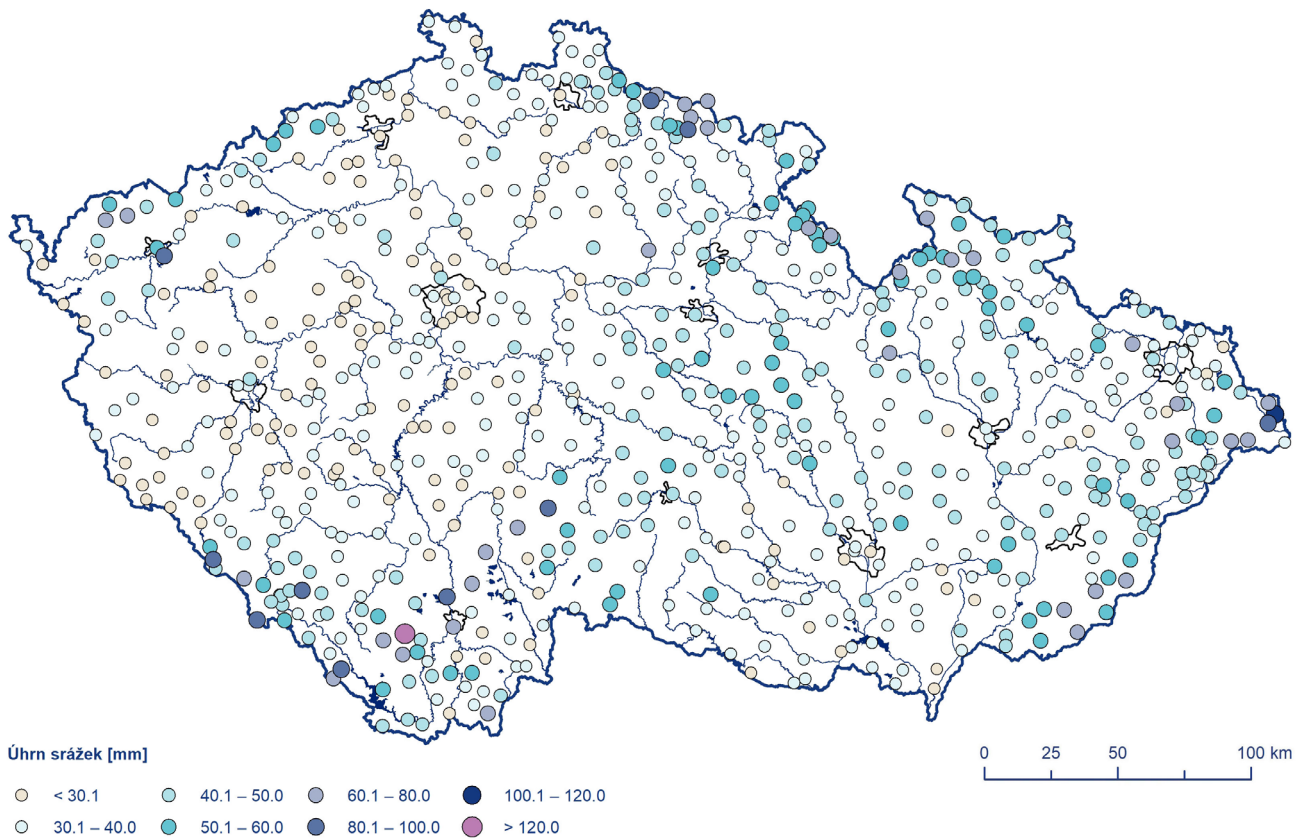 Úhrn srážek [mm]
< 30.1 40.1 – 50.0 60.1 – 80.0 100.1 – 120.0
30.1 – 40.0 50.1 – 60.0 80.1 – 100.0 > 120.0
0 25 50 100 km